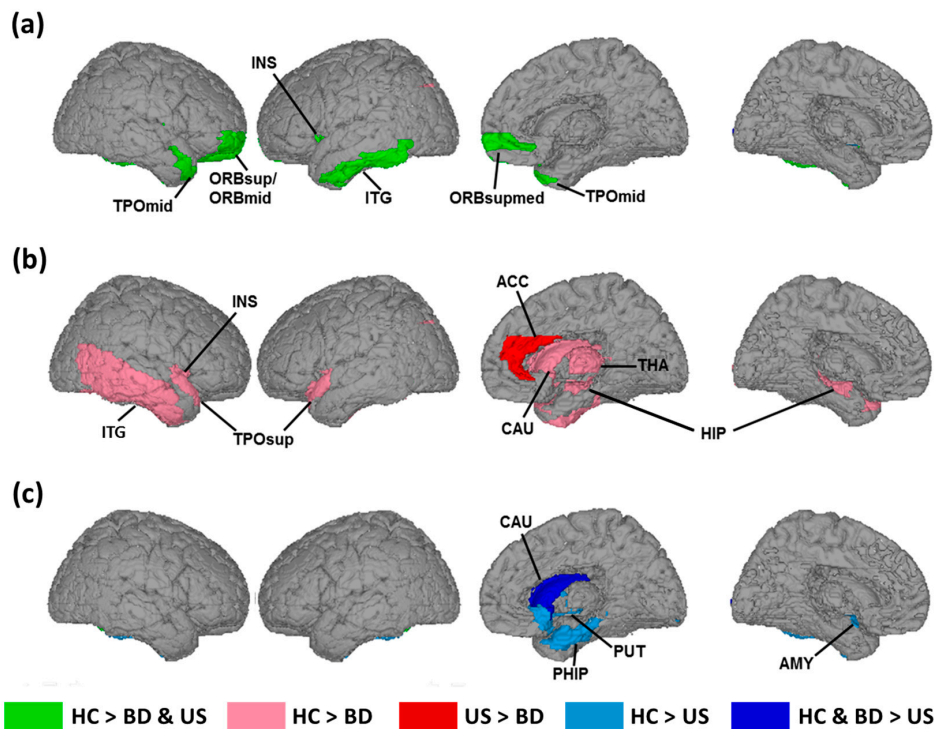 (a)
INS
TPOmid
ORBsup/
ORBmid
ITG
ORBsupmed
TPOmid
(b)
INS
ACC
ITG
TPOsup
CAU
THA
HIP
(c)
CAU
PUT
PHIP
AMY
HC > BD & US
HC > BD
US > BD
HC > US
HC & BD > US